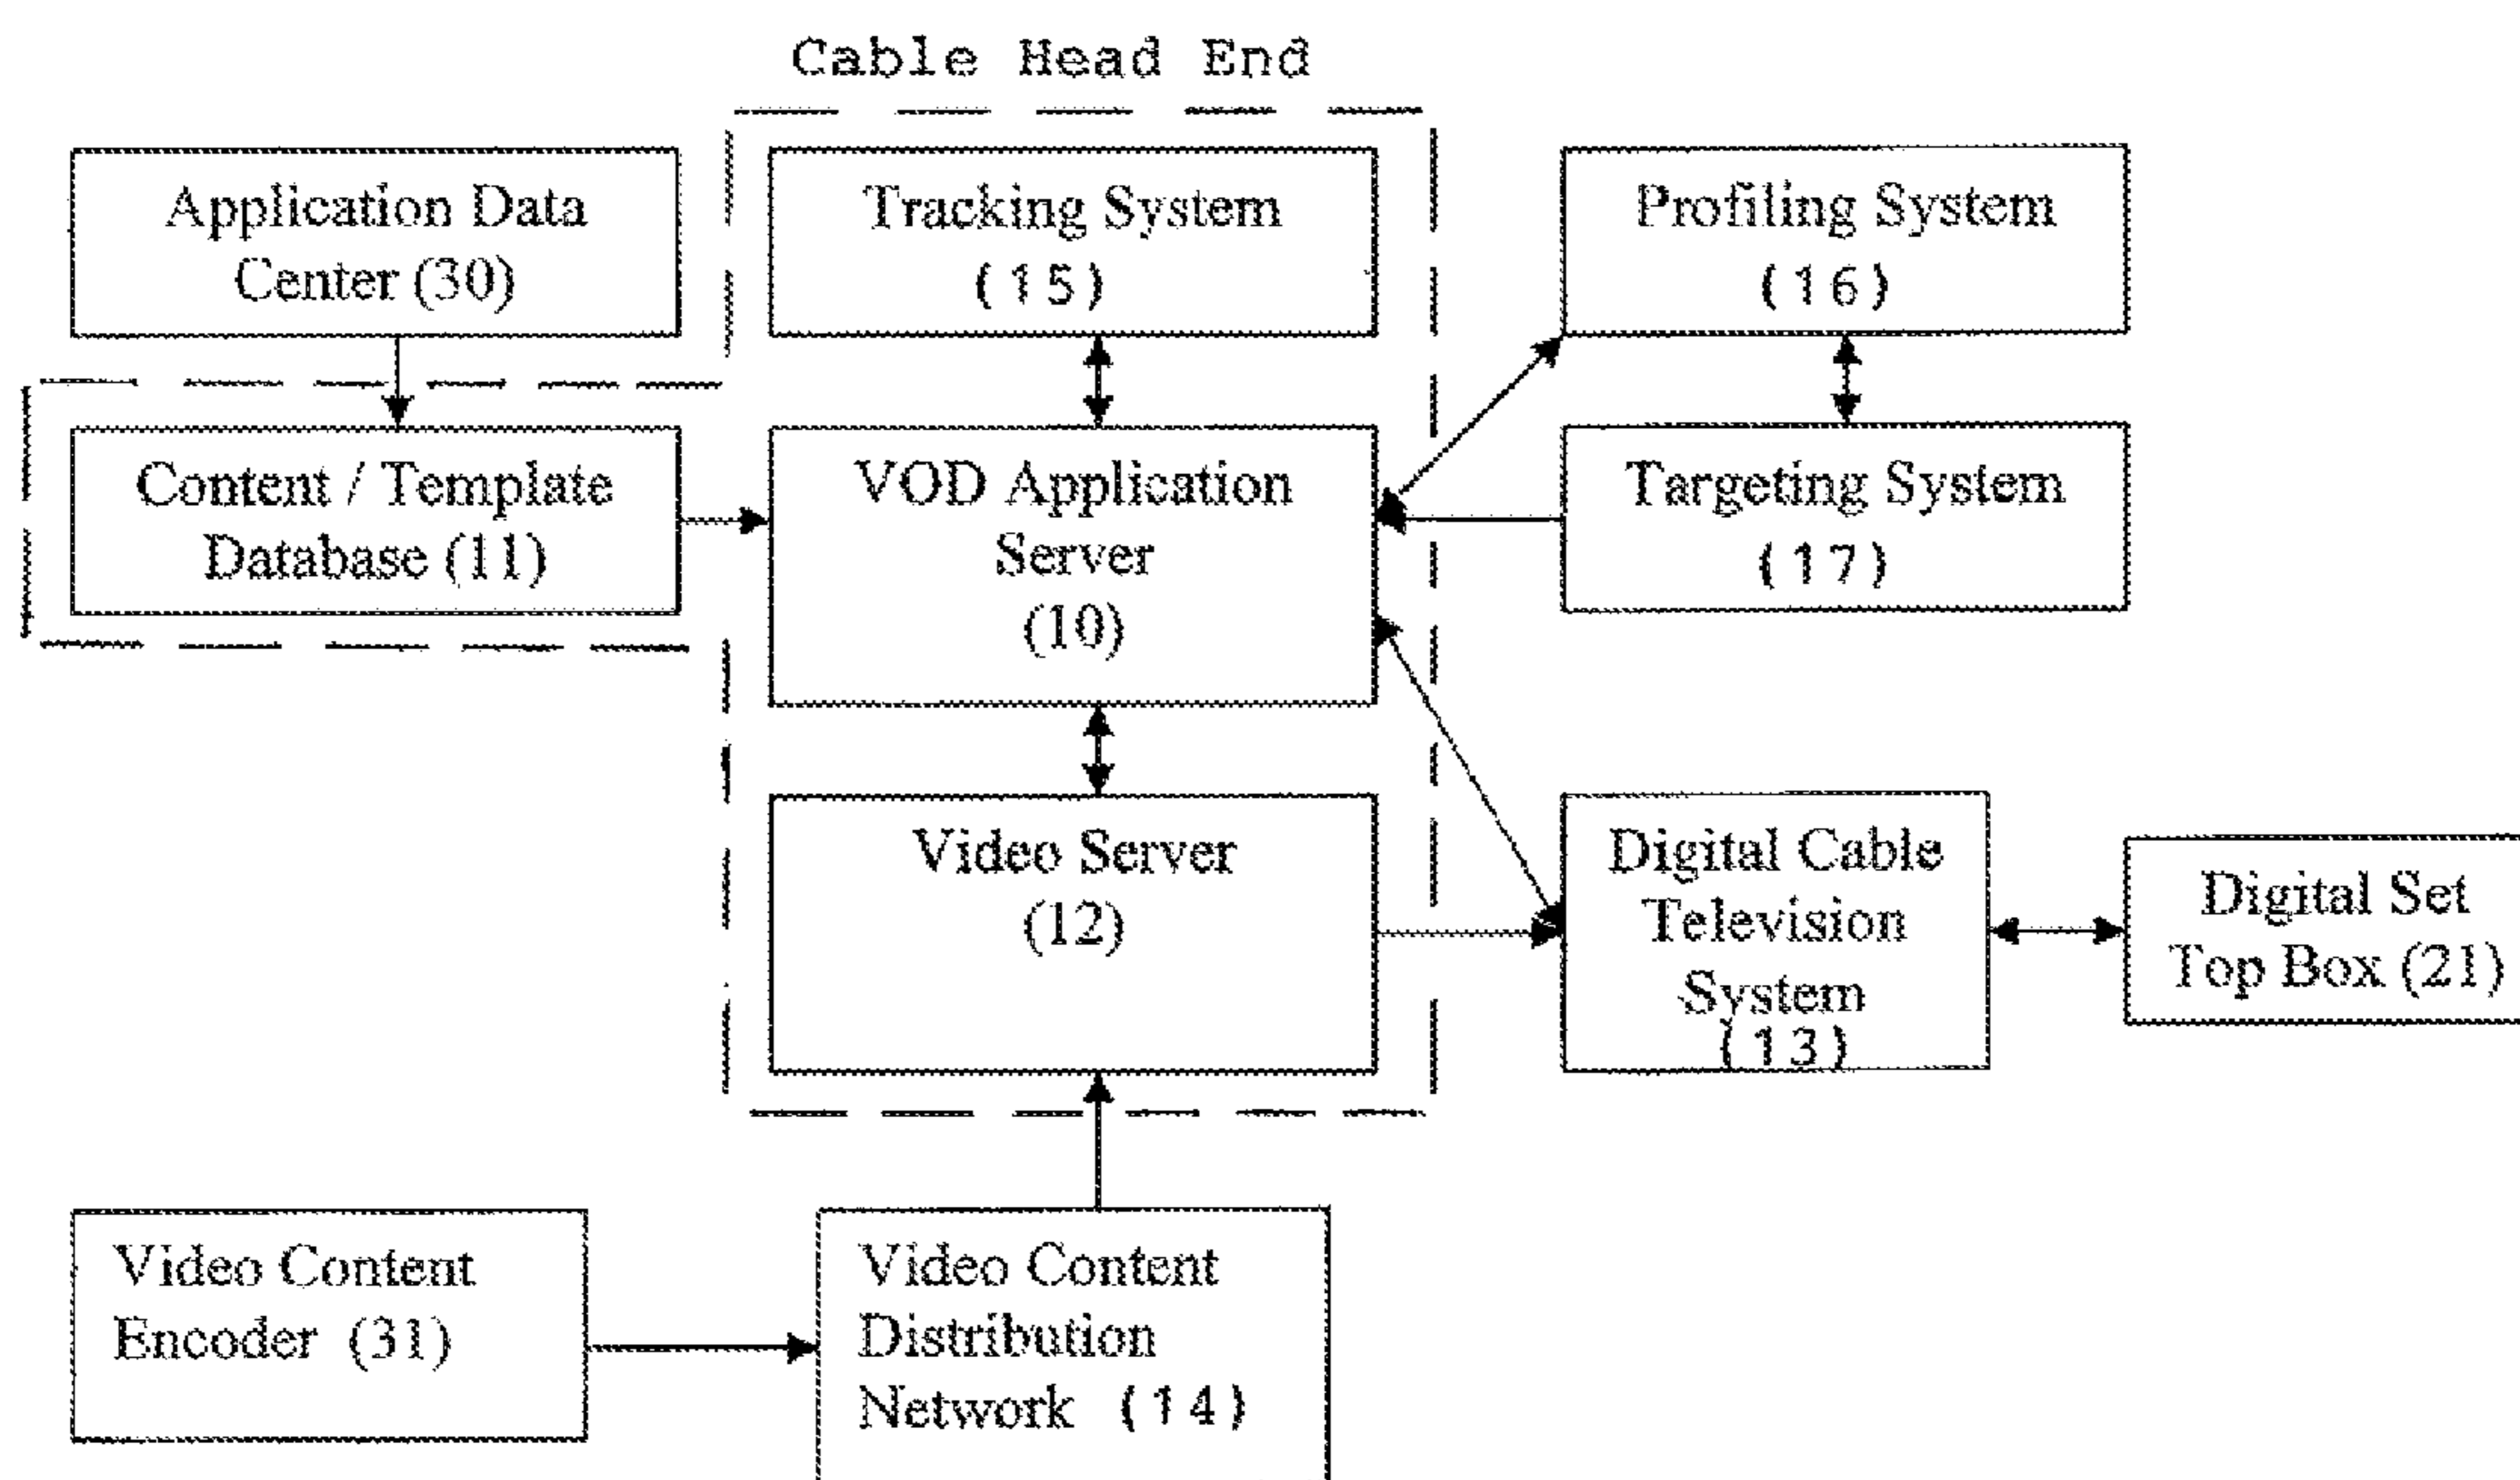 Cable Head End
Application Data
Center (30)
Tracking System
(15)
Profiling System
(16)
Content / Template
Database (11)
VOD Application
Server
(10)
Targeting System
(17)
Video Server
(12)
Digital Cable
Television
System
(13)
Digital Set
Top Box (21)
Video Content
Encoder (31)
Video Content
Distribution
Network (14)